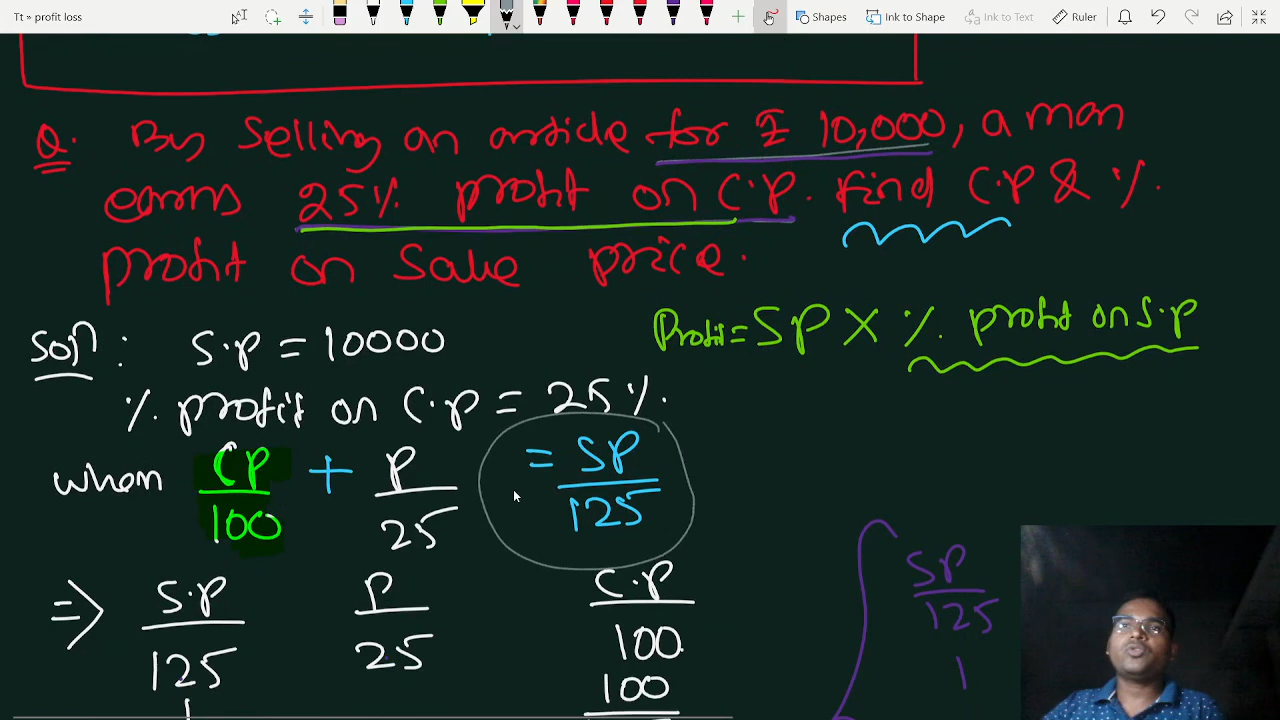 Tt » profit loss
Shapes
Ink to Shape
Ink to Text
Ruler
Q. By Selling an article for ₹ 10,000, a man
earns 25% profit on C.P. Find C.P & %
profit on Sale price.
Profit = SP X % profit on S.P
Soln : S.P = 10000
% profit on C.P = 25%.
when CP + P = SP
100 25 125
=> S.P P C.P
125 25 100
1 100
SP
125
1